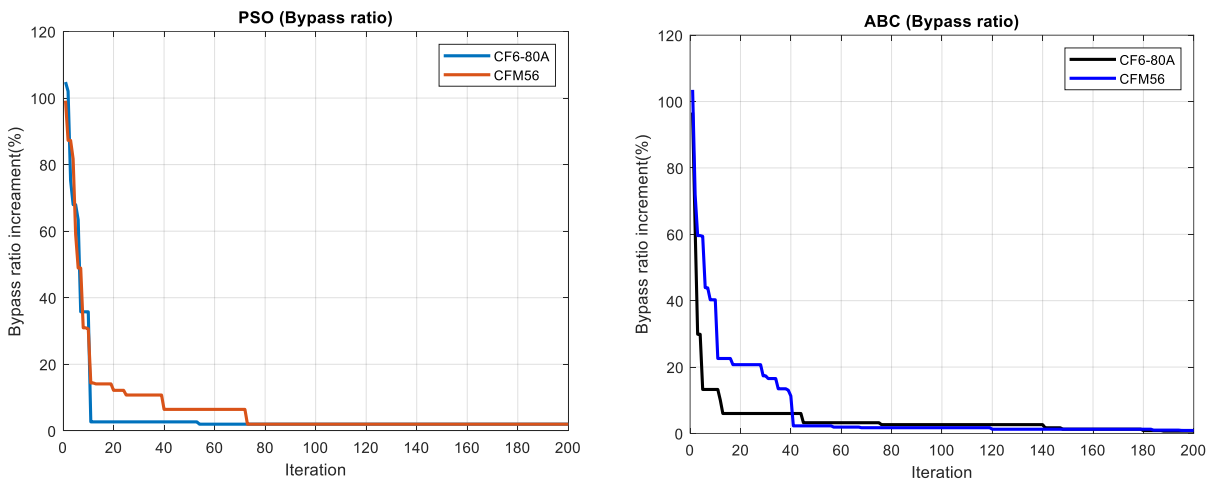 PSO (Bypass ratio)
120
100
80
60
40
20
0
0 20 40 60 80 100 120 140 160 180 200
Bypass ratio increament(%)
Iteration
CF6-80A
CFM56
ABC (Bypass ratio)
120
100
80
60
40
20
0
0 20 40 60 80 100 120 140 160 180 200
Bypass ratio increment(%)
Iteration
CF6-80A
CFM56